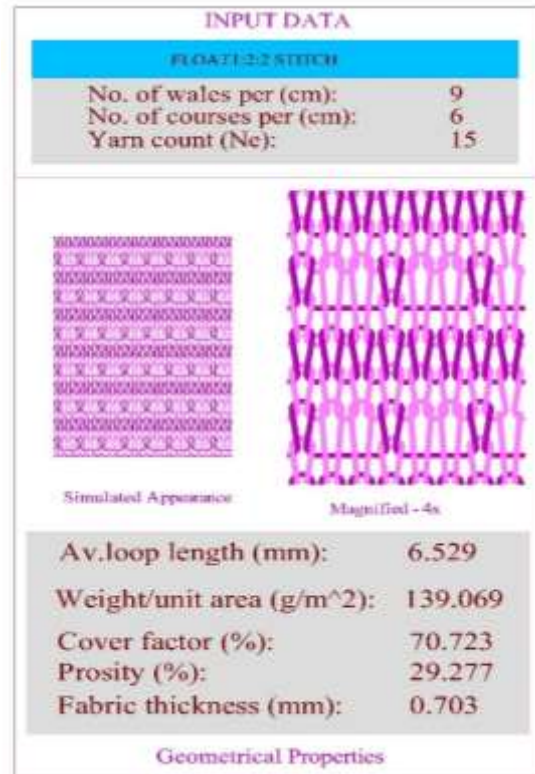 INPUT DATA
FLOAT1:2:2 STITCH
No. of wales per (cm): 9
No. of courses per (cm): 6
Yarn count (Ne): 15
Simulated Appearance
Magnified - 4x
Av.loop length (mm): 6.529
Weight/unit area (g/m^2): 139.069
Cover factor (%): 70.723
Prosity (%): 29.277
Fabric thickness (mm): 0.703
Geometrical Properties